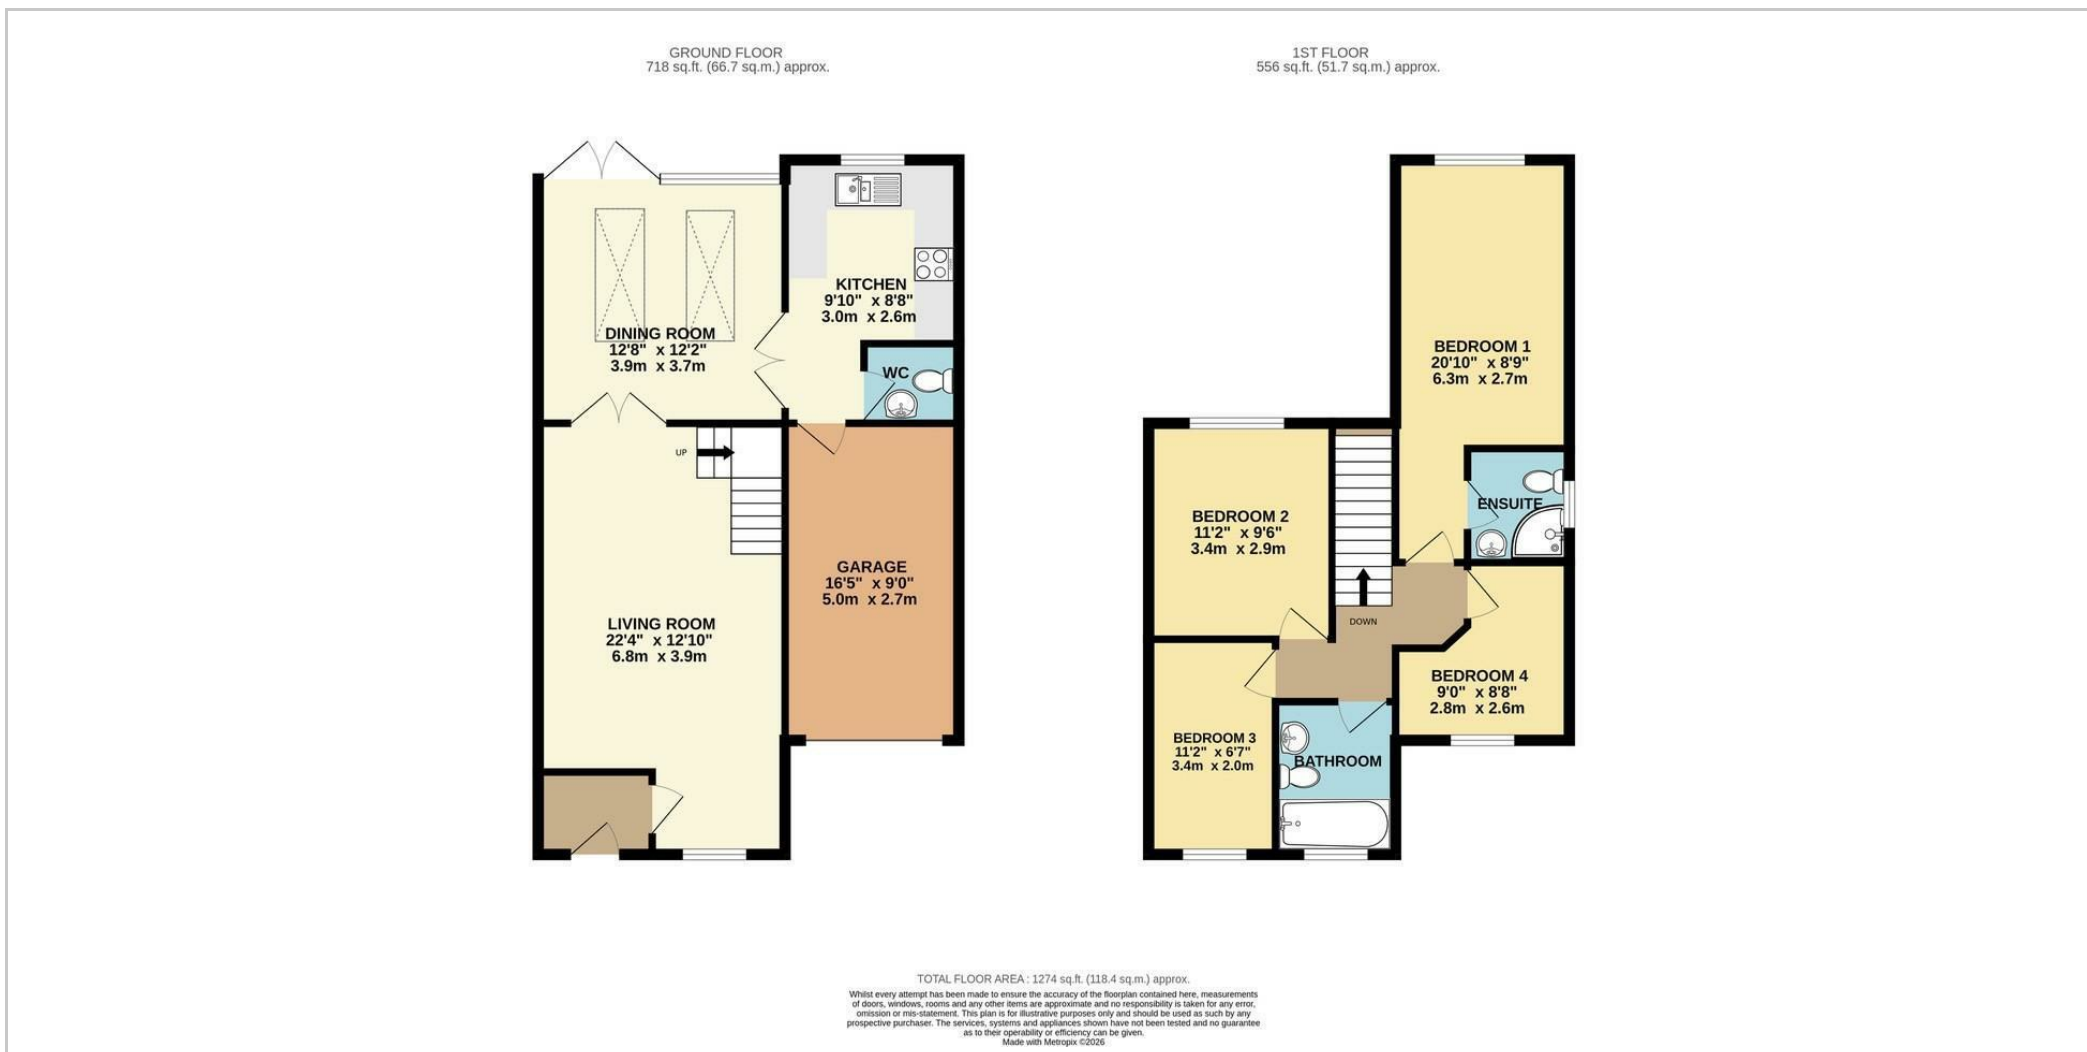 GROUND FLOOR
718 sq.ft. (66.7 sq.m.) approx.
DINING ROOM
12'8" x 12'2"
3.9m x 3.7m
KITCHEN
9'10" x 8'8"
3.0m x 2.6m
WC
UP
GARAGE
16'5" x 9'0"
5.0m x 2.7m
LIVING ROOM
22'4" x 12'10"
6.8m x 3.9m
1ST FLOOR
556 sq.ft. (51.7 sq.m.) approx.
BEDROOM 1
20'10" x 8'9"
6.3m x 2.7m
ENSUITE
BEDROOM 2
11'2" x 9'6"
3.4m x 2.9m
DOWN
BEDROOM 4
9'0" x 8'8"
2.8m x 2.6m
BEDROOM 3
11'2" x 6'7"
3.4m x 2.0m
BATHROOM
TOTAL FLOOR AREA : 1274 sq.ft. (118.4 sq.m.) approx.
Whilst every attempt has been made to ensure the accuracy of the floorplan contained here, measurements
of doors, windows, rooms and any other items are approximate and no responsibility is taken for any error,
omission or mis-statement. This plan is for illustrative purposes only and should be used as such by any
prospective purchaser. The services, systems and appliances shown have not been tested and no guarantee
as to their operability or efficiency can be given.
Made with Metropix ©2026